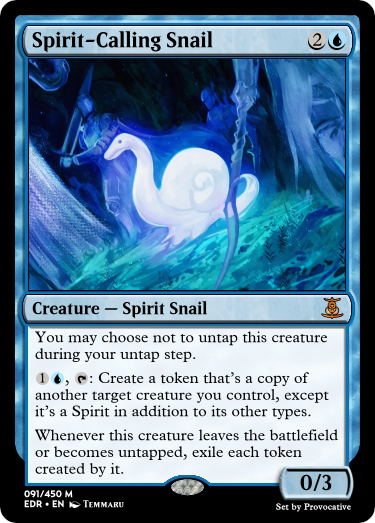 Spirit-Calling Snail 2
Creature — Spirit Snail
You may choose not to untap this creature
during your untap step.
1, : Create a token that's a copy of
another target creature you control, except
it's a Spirit in addition to its other types.
Whenever this creature leaves the battlefield
or becomes untapped, exile each token
created by it.
0/3
091/450 M
EDR • EN Temmaru
Set by Provocative